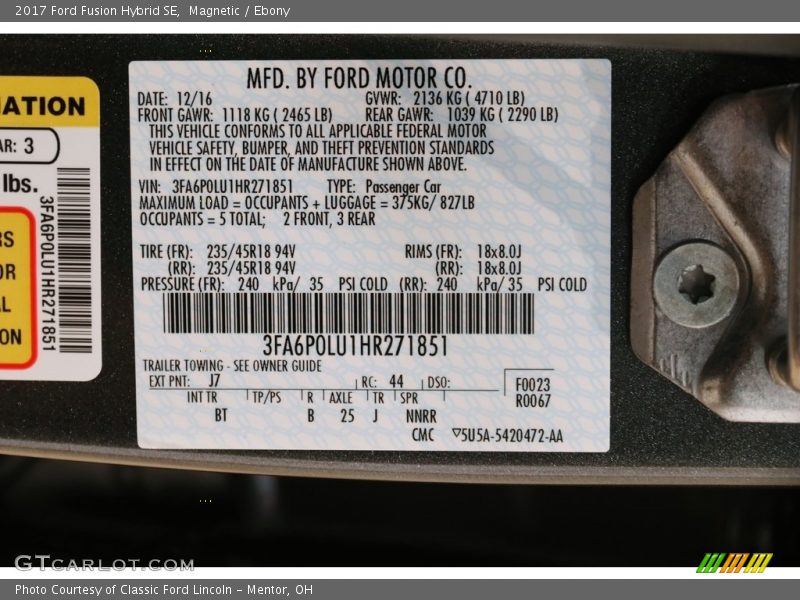 2017 Ford Fusion Hybrid SE, Magnetic / Ebony
MATION
AR: 3
lbs.
RS
OR
AL
ON
3FA6P0LU1HR271851
MFD. BY FORD MOTOR CO.
DATE: 12/16 GVWR: 2136 KG ( 4710 LB)
FRONT GAWR: 1118 KG ( 2465 LB) REAR GAWR: 1039 KG ( 2290 LB)
THIS VEHICLE CONFORMS TO ALL APPLICABLE FEDERAL MOTOR
VEHICLE SAFETY, BUMPER, AND THEFT PREVENTION STANDARDS
IN EFFECT ON THE DATE OF MANUFACTURE SHOWN ABOVE.
VIN: 3FA6P0LU1HR271851 TYPE: Passenger Car
MAXIMUM LOAD = OCCUPANTS + LUGGAGE = 375KG/ 827LB
OCCUPANTS = 5 TOTAL; 2 FRONT, 3 REAR
TIRE (FR): 235/45R18 94V RIMS (FR): 18x8.0J
(RR): 235/45R18 94V (RR): 18x8.0J
PRESSURE (FR): 240 kPa/ 35 PSI COLD (RR): 240 kPa/ 35 PSI COLD
3FA6P0LU1HR271851
TRAILER TOWING - SEE OWNER GUIDE
EXT PNT: J7 RC: 44 DSO: F0023
R0067
INT TR TP/PS R AXLE TR SPR
BT B 25 J NNRR
CMC ▽5U5A-5420472-AA
GTCARLOT.COM
Photo Courtesy of Classic Ford Lincoln - Mentor, OH